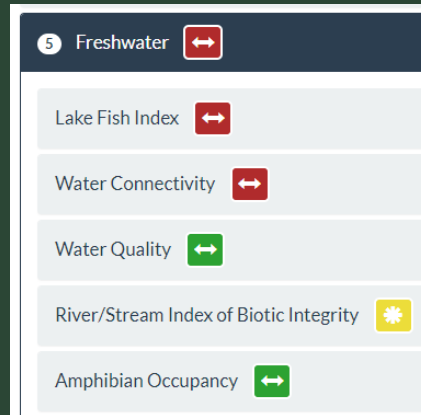 5 Freshwater
Lake Fish Index
Water Connectivity
Water Quality
River/Stream Index of Biotic Integrity
Amphibian Occupancy